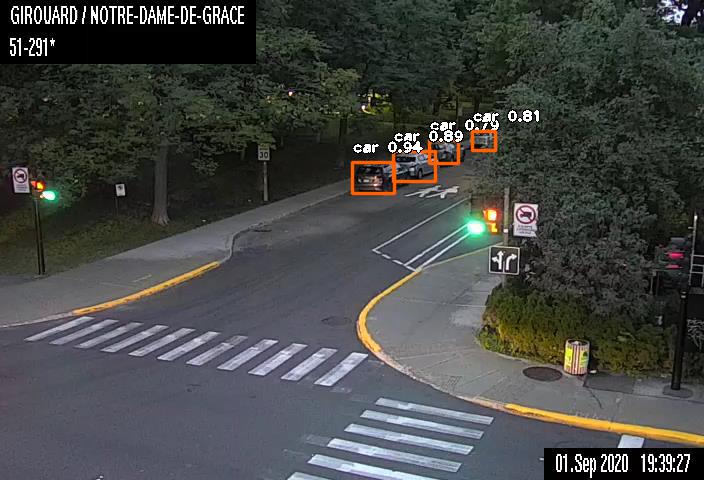 GIROUARD / NOTRE-DAME-DE-GRACE
51-291*
car 0.81
car 0.79
car 0.89
car 0.94
30
01.Sep 2020 19:39:27